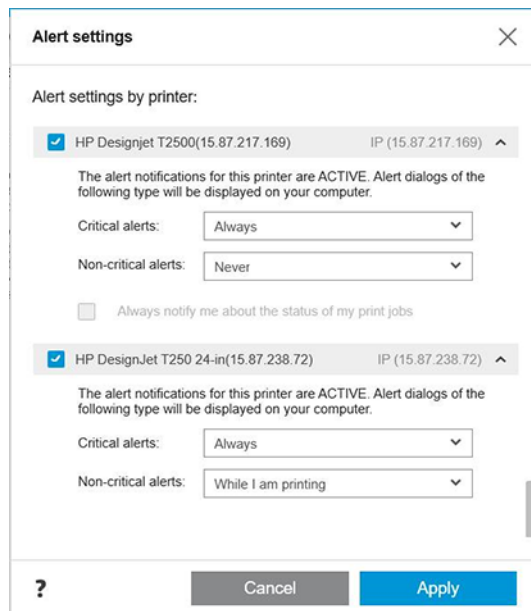 Alert settings
Alert settings by printer:
HP Designjet T2500(15.87.217.169) IP (15.87.217.169)
The alert notifications for this printer are ACTIVE. Alert dialogs of the
following type will be displayed on your computer.
Critical alerts: Always
Non-critical alerts: Never
Always notify me about the status of my print jobs
HP DesignJet T250 24-in(15.87.238.72) IP (15.87.238.72)
The alert notifications for this printer are ACTIVE. Alert dialogs of the
following type will be displayed on your computer.
Critical alerts: Always
Non-critical alerts: While I am printing
? Cancel Apply